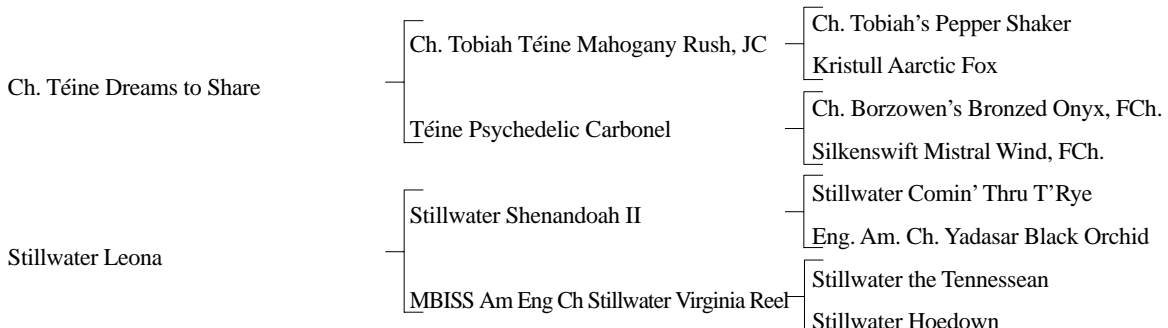 Ch. Téine Dreams to Share
Stillwater Leona
Ch. Tobiah Téine Mahogany Rush, JC
Téine Psychedelic Carbonel
Stillwater Shenandoah II
MBISS Am Eng Ch Stillwater Virginia Reel
Ch. Tobiah’s Pepper Shaker
Kristull Aarctic Fox
Ch. Borzowen’s Bronzed Onyx, FCh.
Silkenswift Mistral Wind, FCh.
Stillwater Comin’ Thru T’Rye
Eng. Am. Ch. Yadasar Black Orchid
Stillwater the Tennessean
Stillwater Hoedown